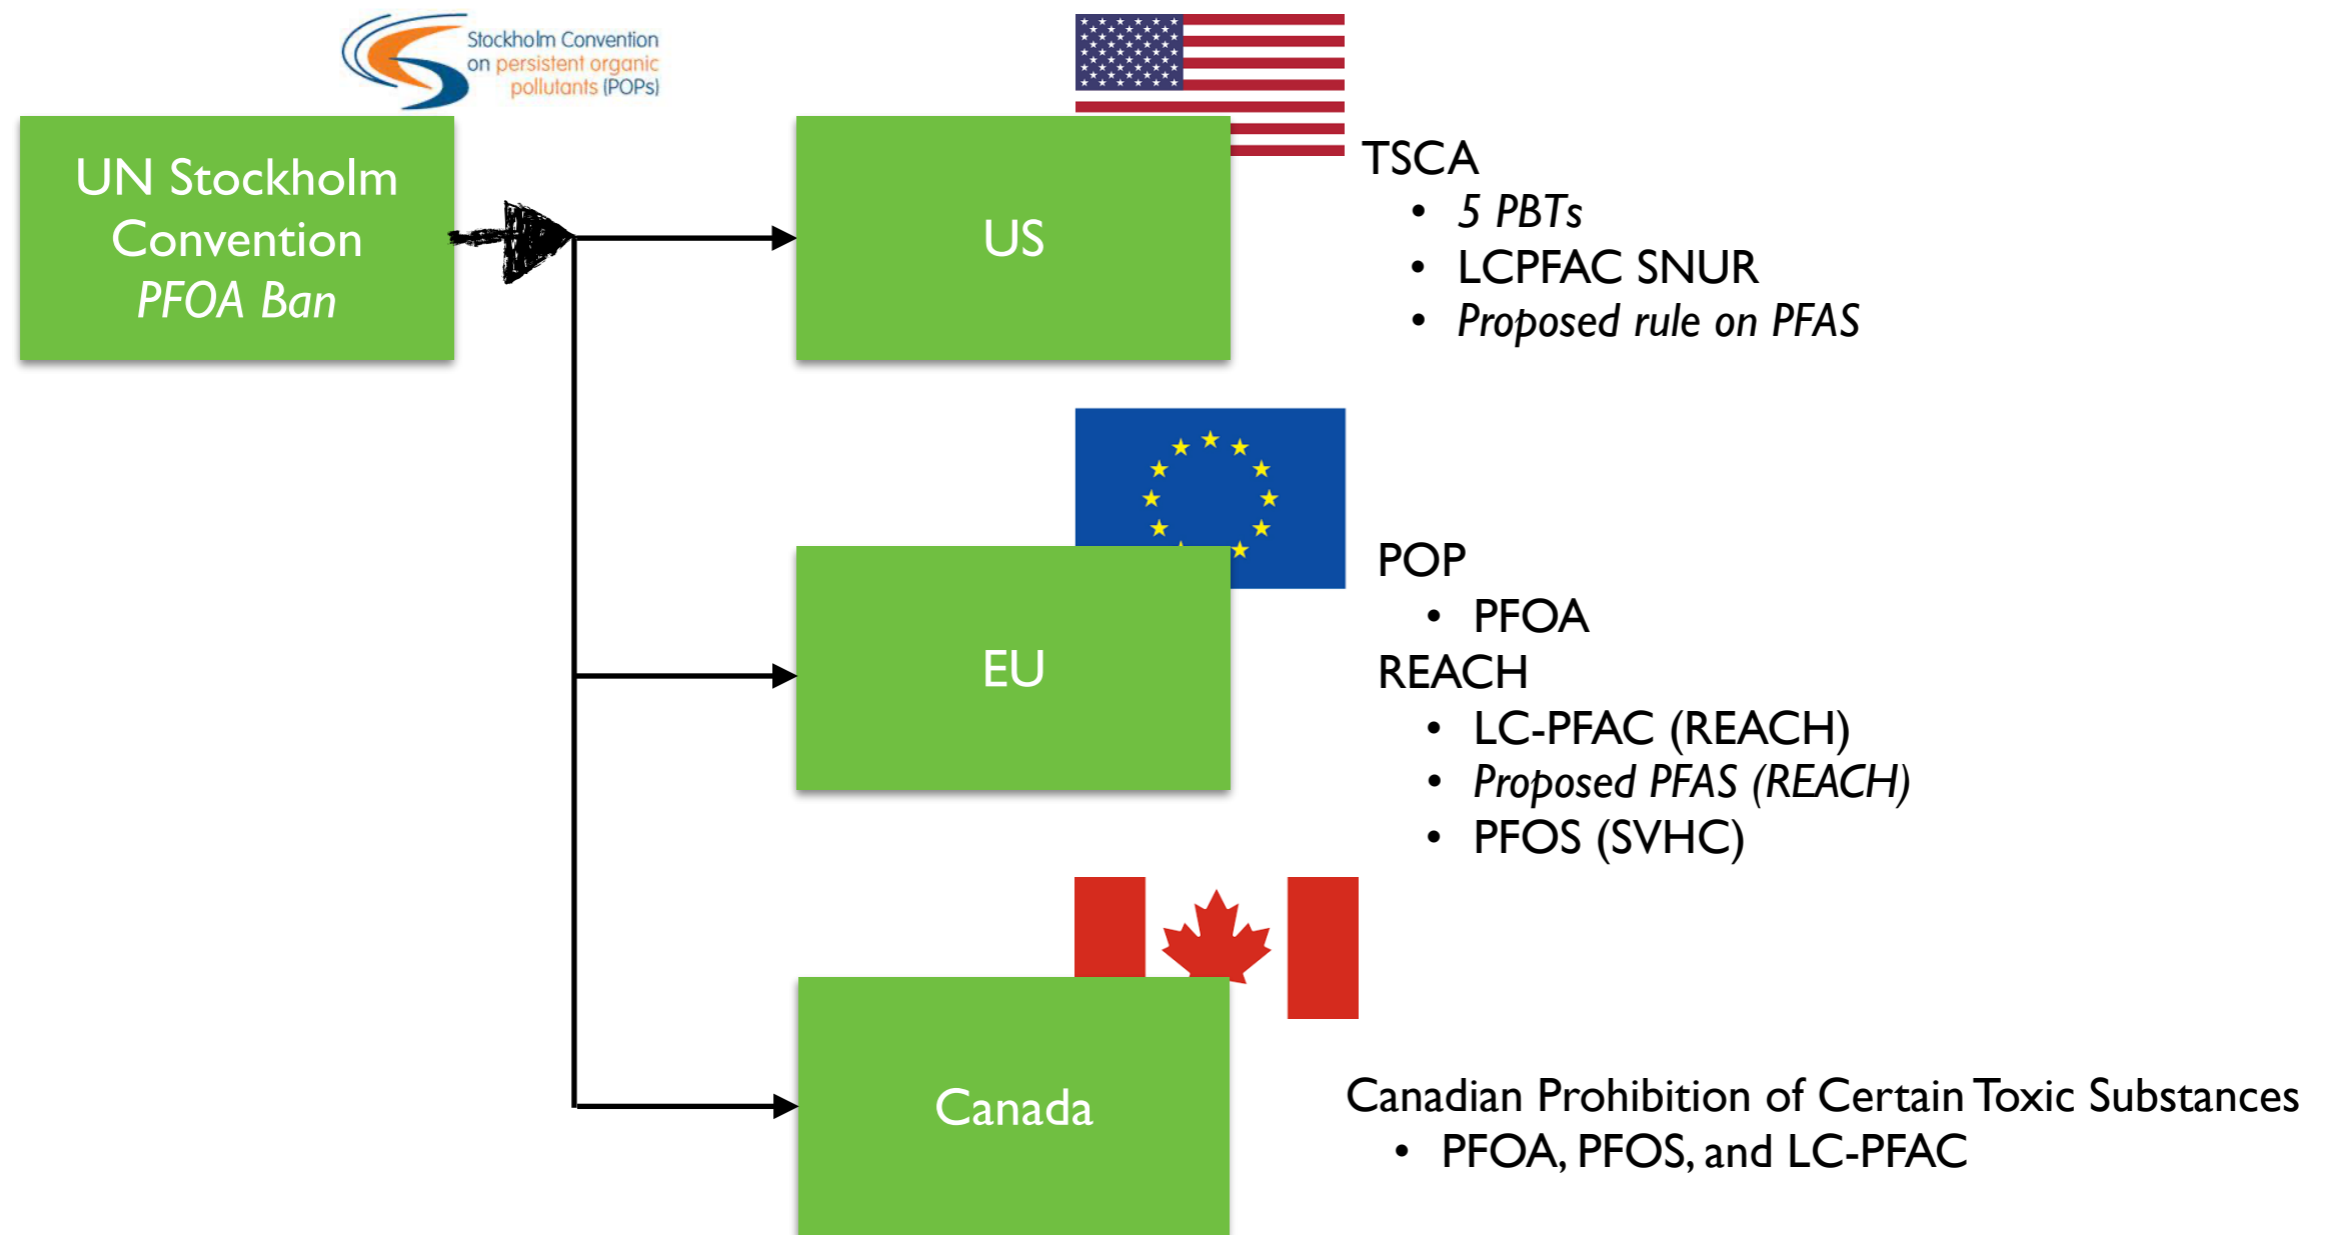 Stockholm Convention
on persistent organic
pollutants (POPs)
UN Stockholm
Convention
PFOA Ban
US
TSCA
• 5 PBTs
• LCPFAC SNUR
• Proposed rule on PFAS
EU
POP
• PFOA
REACH
• LC-PFAC (REACH)
• Proposed PFAS (REACH)
• PFOS (SVHC)
Canada
Canadian Prohibition of Certain Toxic Substances
• PFOA, PFOS, and LC-PFAC